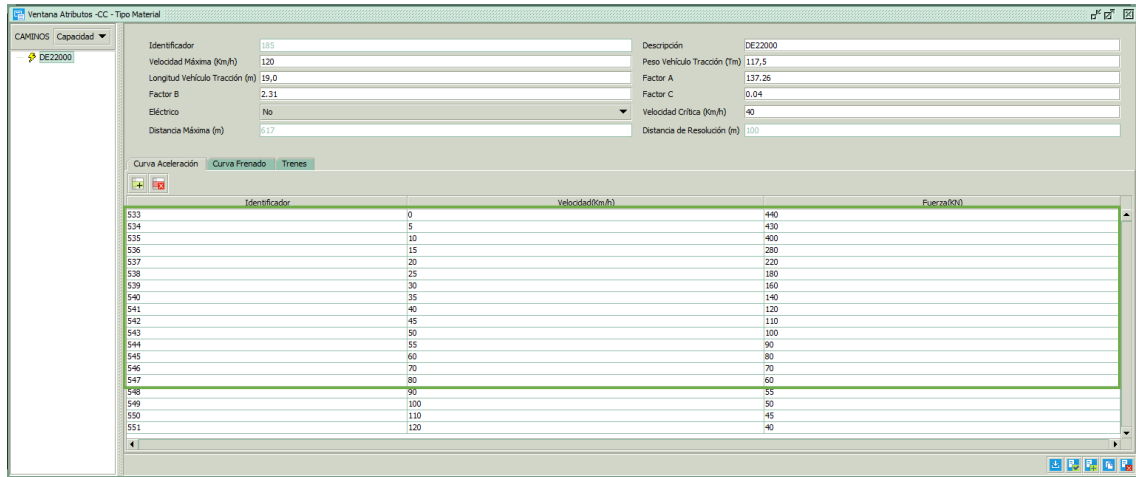 Ventana Atributos -CC - Tipo Material
CAMINOS Capacidad
DE22000
Identificador 185 Descripción DE22000
Velocidad Máxima (Km/h) 120 Peso Vehículo Tracción (Tm) 117,5
Longitud Vehículo Tracción (m) 19,0 Factor A 137.26
Factor B 2.31 Factor C 0.04
Eléctrico No Velocidad Crítica (Km/h) 40
Distancia Máxima (m) 617 Distancia de Resolución (m) 100
Curva Aceleración Curva Frenado Trenes
Identificador Velocidad(Km/h) Fuerza(KN)
533 0 440
534 5 430
535 10 400
536 15 280
537 20 220
538 25 180
539 30 160
540 35 140
541 40 120
542 45 110
543 50 100
544 55 90
545 60 80
546 70 70
547 80 60
548 90 55
549 100 50
550 110 45
551 120 40